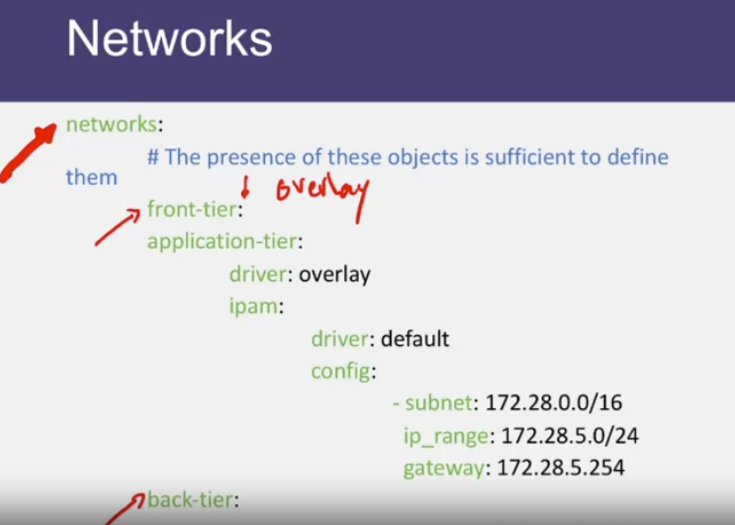 Networks
networks:
# The presence of these objects is sufficient to define
them
overlay
front-tier:
application-tier:
driver: overlay
ipam:
driver: default
config:
- subnet: 172.28.0.0/16
ip_range: 172.28.5.0/24
gateway: 172.28.5.254
back-tier: